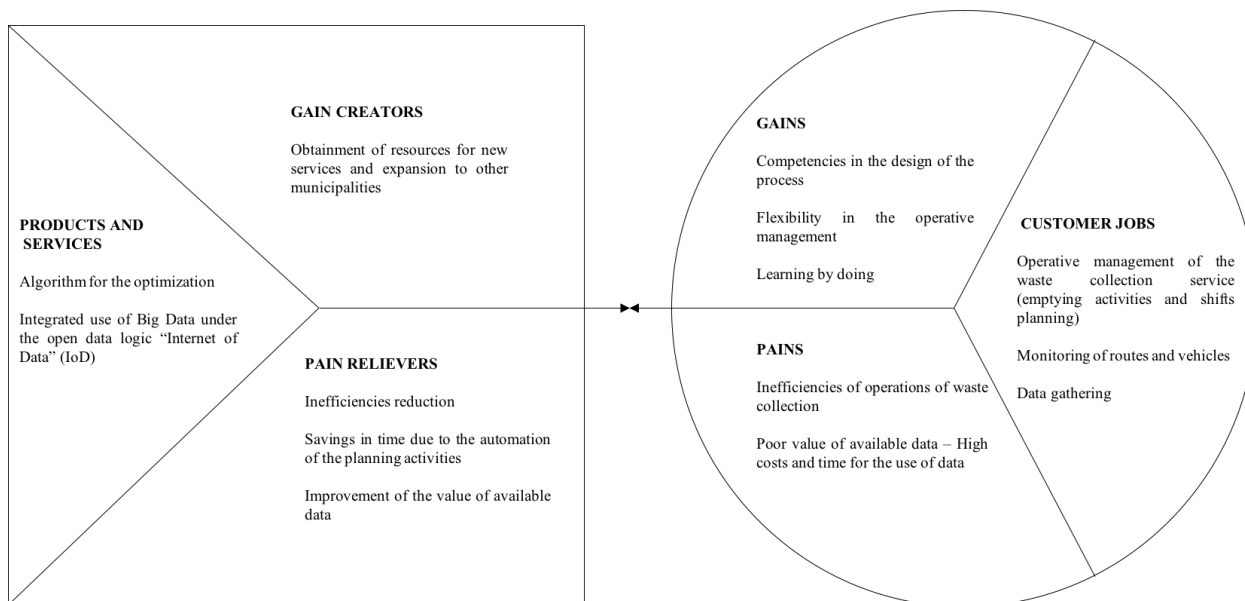 GAIN CREATORS
Obtainment of resources for new
services and expansion to other
municipalities
PRODUCTS AND
SERVICES
Algorithm for the optimization
Integrated use of Big Data under
the open data logic “Internet of
Data” (IoD)
PAIN RELIEVERS
Inefficiencies reduction
Savings in time due to the automation
of the planning activities
Improvement of the value of available
data
GAINS
Competencies in the design of the
process
Flexibility in the operative
management
Learning by doing
PAINS
Inefficiencies of operations of waste
collection
Poor value of available data – High
costs and time for the use of data
CUSTOMER JOBS
Operative management of the
waste collection service
(emptying activities and shifts
planning)
Monitoring of routes and vehicles
Data gathering